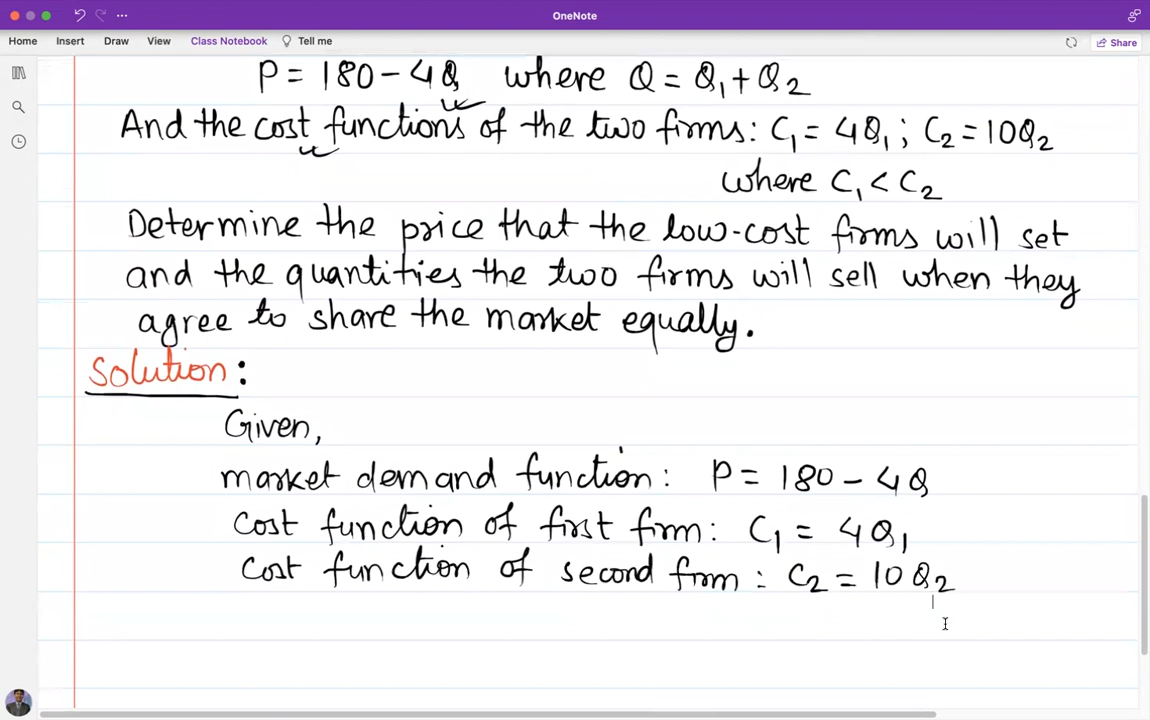 OneNote
Home Insert Draw View Class Notebook Tell me Share
P = 180 - 4Q where Q = Q₁ + Q₂
And the cost functions of the two firms: C₁ = 4Q₁ ; C₂ = 10Q₂
where C₁ < C₂
Determine the price that the low-cost firms will set
and the quantities the two firms will sell when they
agree to share the market equally.
Solution:
Given,
market demand function: P = 180 - 4Q
Cost function of first firm: C₁ = 4Q₁
Cost function of second firm: C₂ = 10Q₂